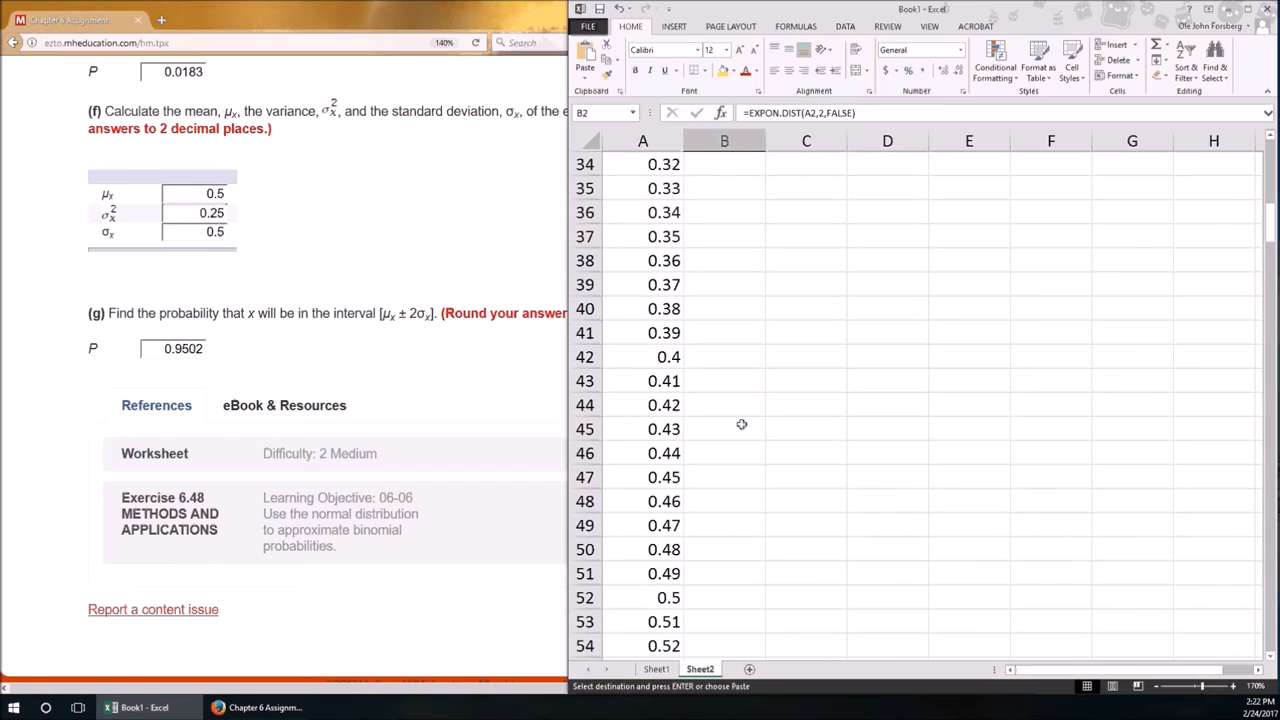 Chapter 6 Assignment
ezto.mheducation.com/hm.tpx
140%
Search
P 0.0183
(f) Calculate the mean, μx, the variance, σ2x, and the standard deviation, σx, of the e
answers to 2 decimal places.)
μx 0.5
σ2x 0.25
σx 0.5
(g) Find the probability that x will be in the interval [μx ± 2σx]. (Round your answer
P 0.9502
References
eBook & Resources
Worksheet
Difficulty: 2 Medium
Exercise 6.48
METHODS AND
APPLICATIONS
Learning Objective: 06-06
Use the normal distribution
to approximate binomial
probabilities.
Report a content issue
Book1 - Excel
FILE HOME INSERT PAGE LAYOUT FORMULAS DATA REVIEW VIEW ACROBAT
Ole John Forsberg
Paste
Calibri 12
B I U
General
Conditional
Formatting
Format as
Table
Cell
Styles
Insert
Delete
Format
Sort &
Filter
Find &
Select
Clipboard Font Alignment Number Styles Cells Editing
B2 =EXPON.DIST(A2,2,FALSE)
A B C D E F G H
34 0.32
35 0.33
36 0.34
37 0.35
38 0.36
39 0.37
40 0.38
41 0.39
42 0.4
43 0.41
44 0.42
45 0.43
46 0.44
47 0.45
48 0.46
49 0.47
50 0.48
51 0.49
52 0.5
53 0.51
54 0.52
Sheet1 Sheet2
Select destination and press ENTER or choose Paste
170%
Book1 - Excel
Chapter 6 Assignm...
2:22 PM
2/24/2017